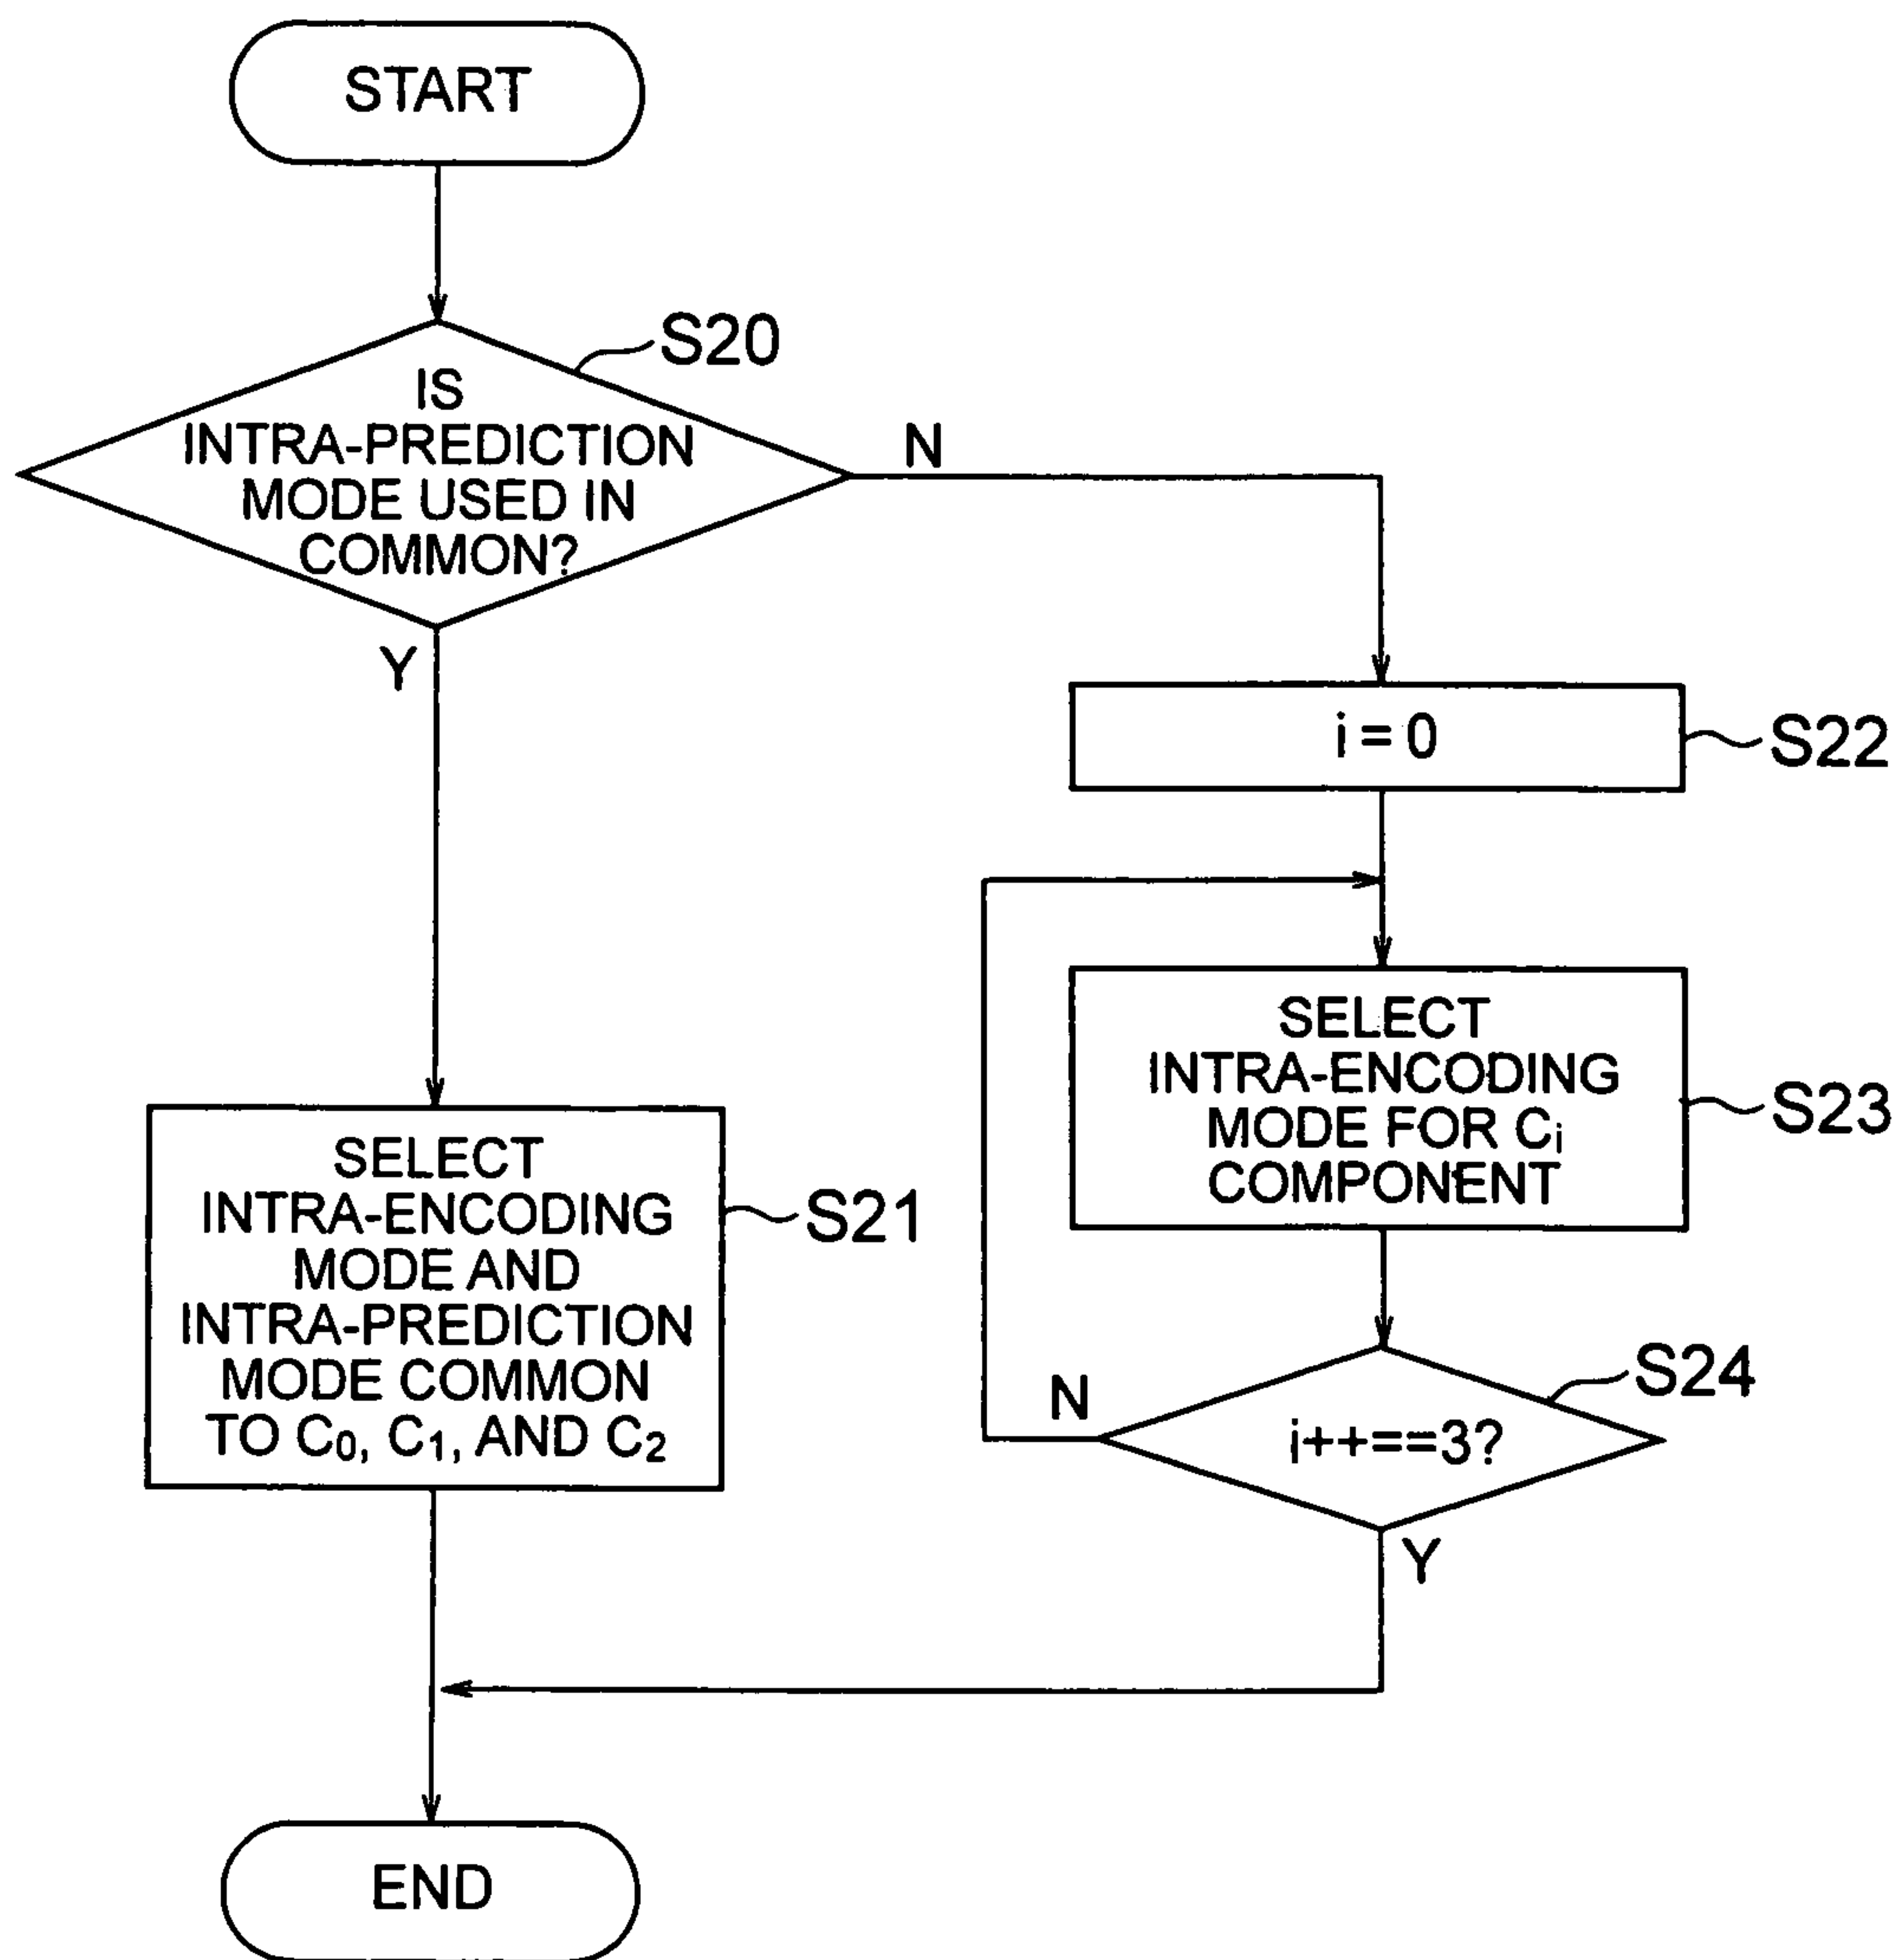 START
S20
IS
INTRA-PREDICTION
MODE USED IN
COMMON?
N
Y
i = 0
S22
SELECT
INTRA-ENCODING
MODE FOR Ci
COMPONENT
S23
SELECT
INTRA-ENCODING
MODE AND
INTRA-PREDICTION
MODE COMMON
TO C0, C1, AND C2
S21
S24
N
i++==3?
Y
END